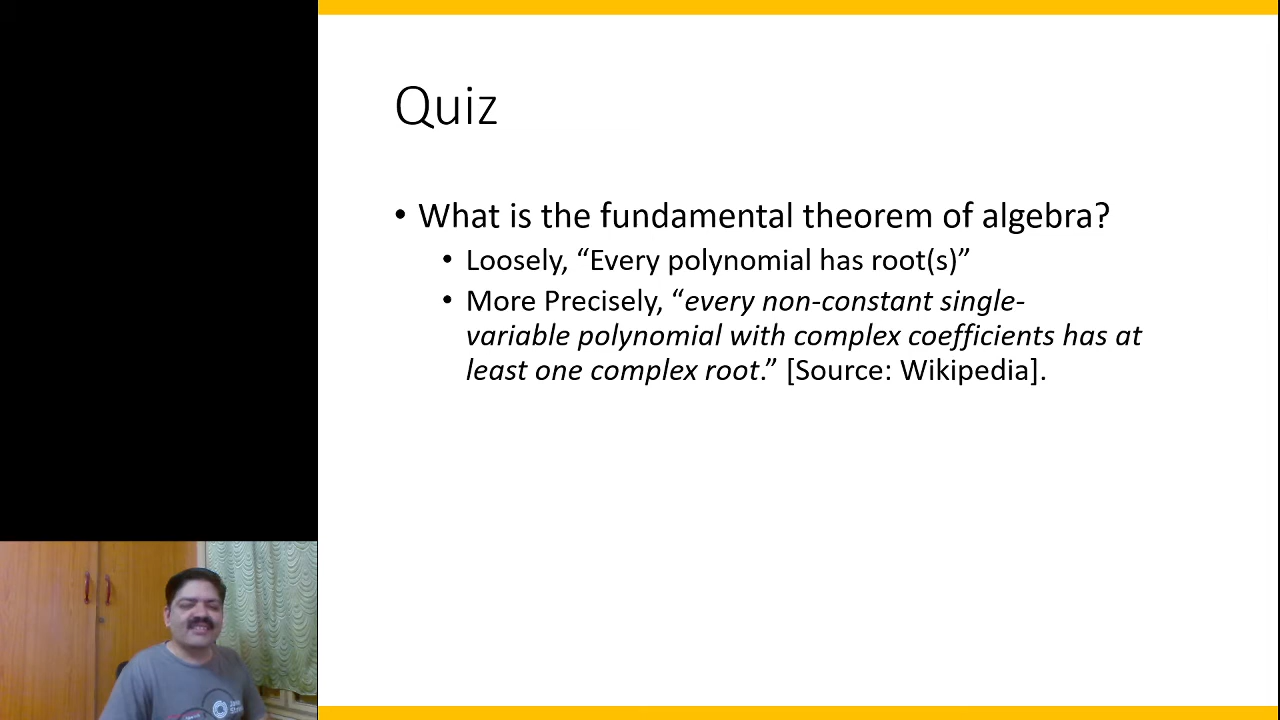 Quiz
• What is the fundamental theorem of algebra?
• Loosely, “Every polynomial has root(s)”
• More Precisely, “every non-constant single-
variable polynomial with complex coefficients has at
least one complex root.” [Source: Wikipedia].